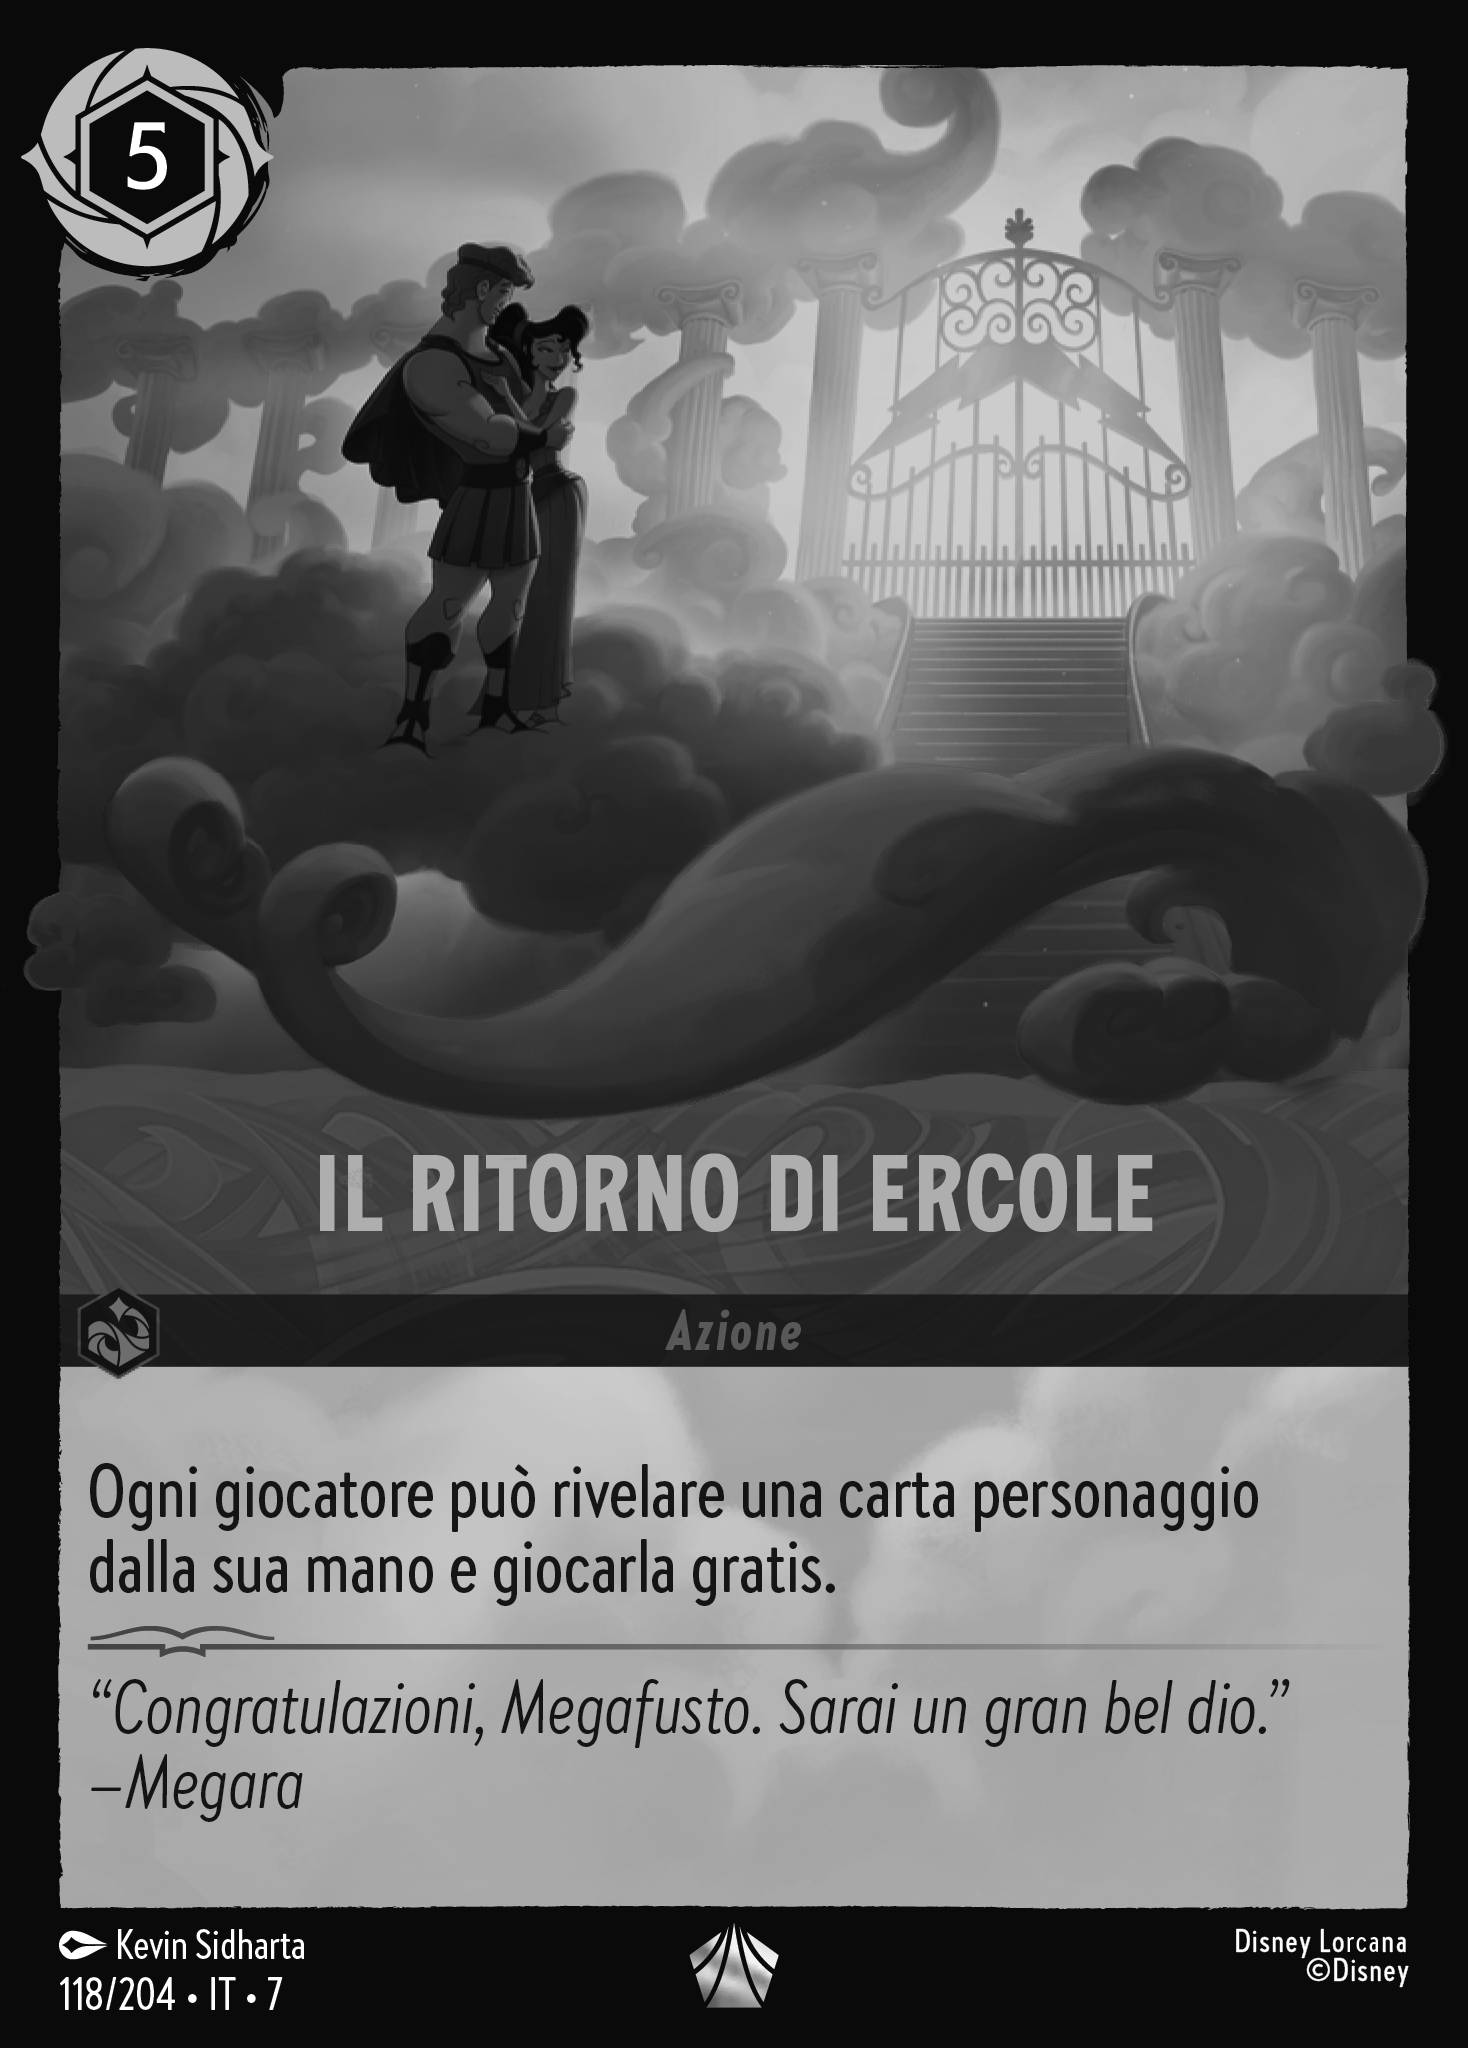 5
IL RITORNO DI ERCOLE
Azione
Ogni giocatore può rivelare una carta personaggio
dalla sua mano e giocarla gratis.
“Congratulazioni, Megafusto. Sarai un gran bel dio.”
–Megara
Kevin Sidharta
118/204 • IT • 7
Disney Lorcana
©Disney